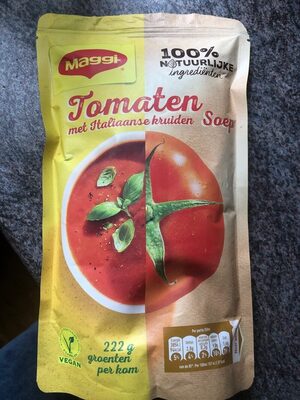 Maggi
100%
NATUURLIJKE
ingrediënten
Tomaten
met Italiaanse kruiden Soep
222 g
groenten
per kom
V
VEGAN